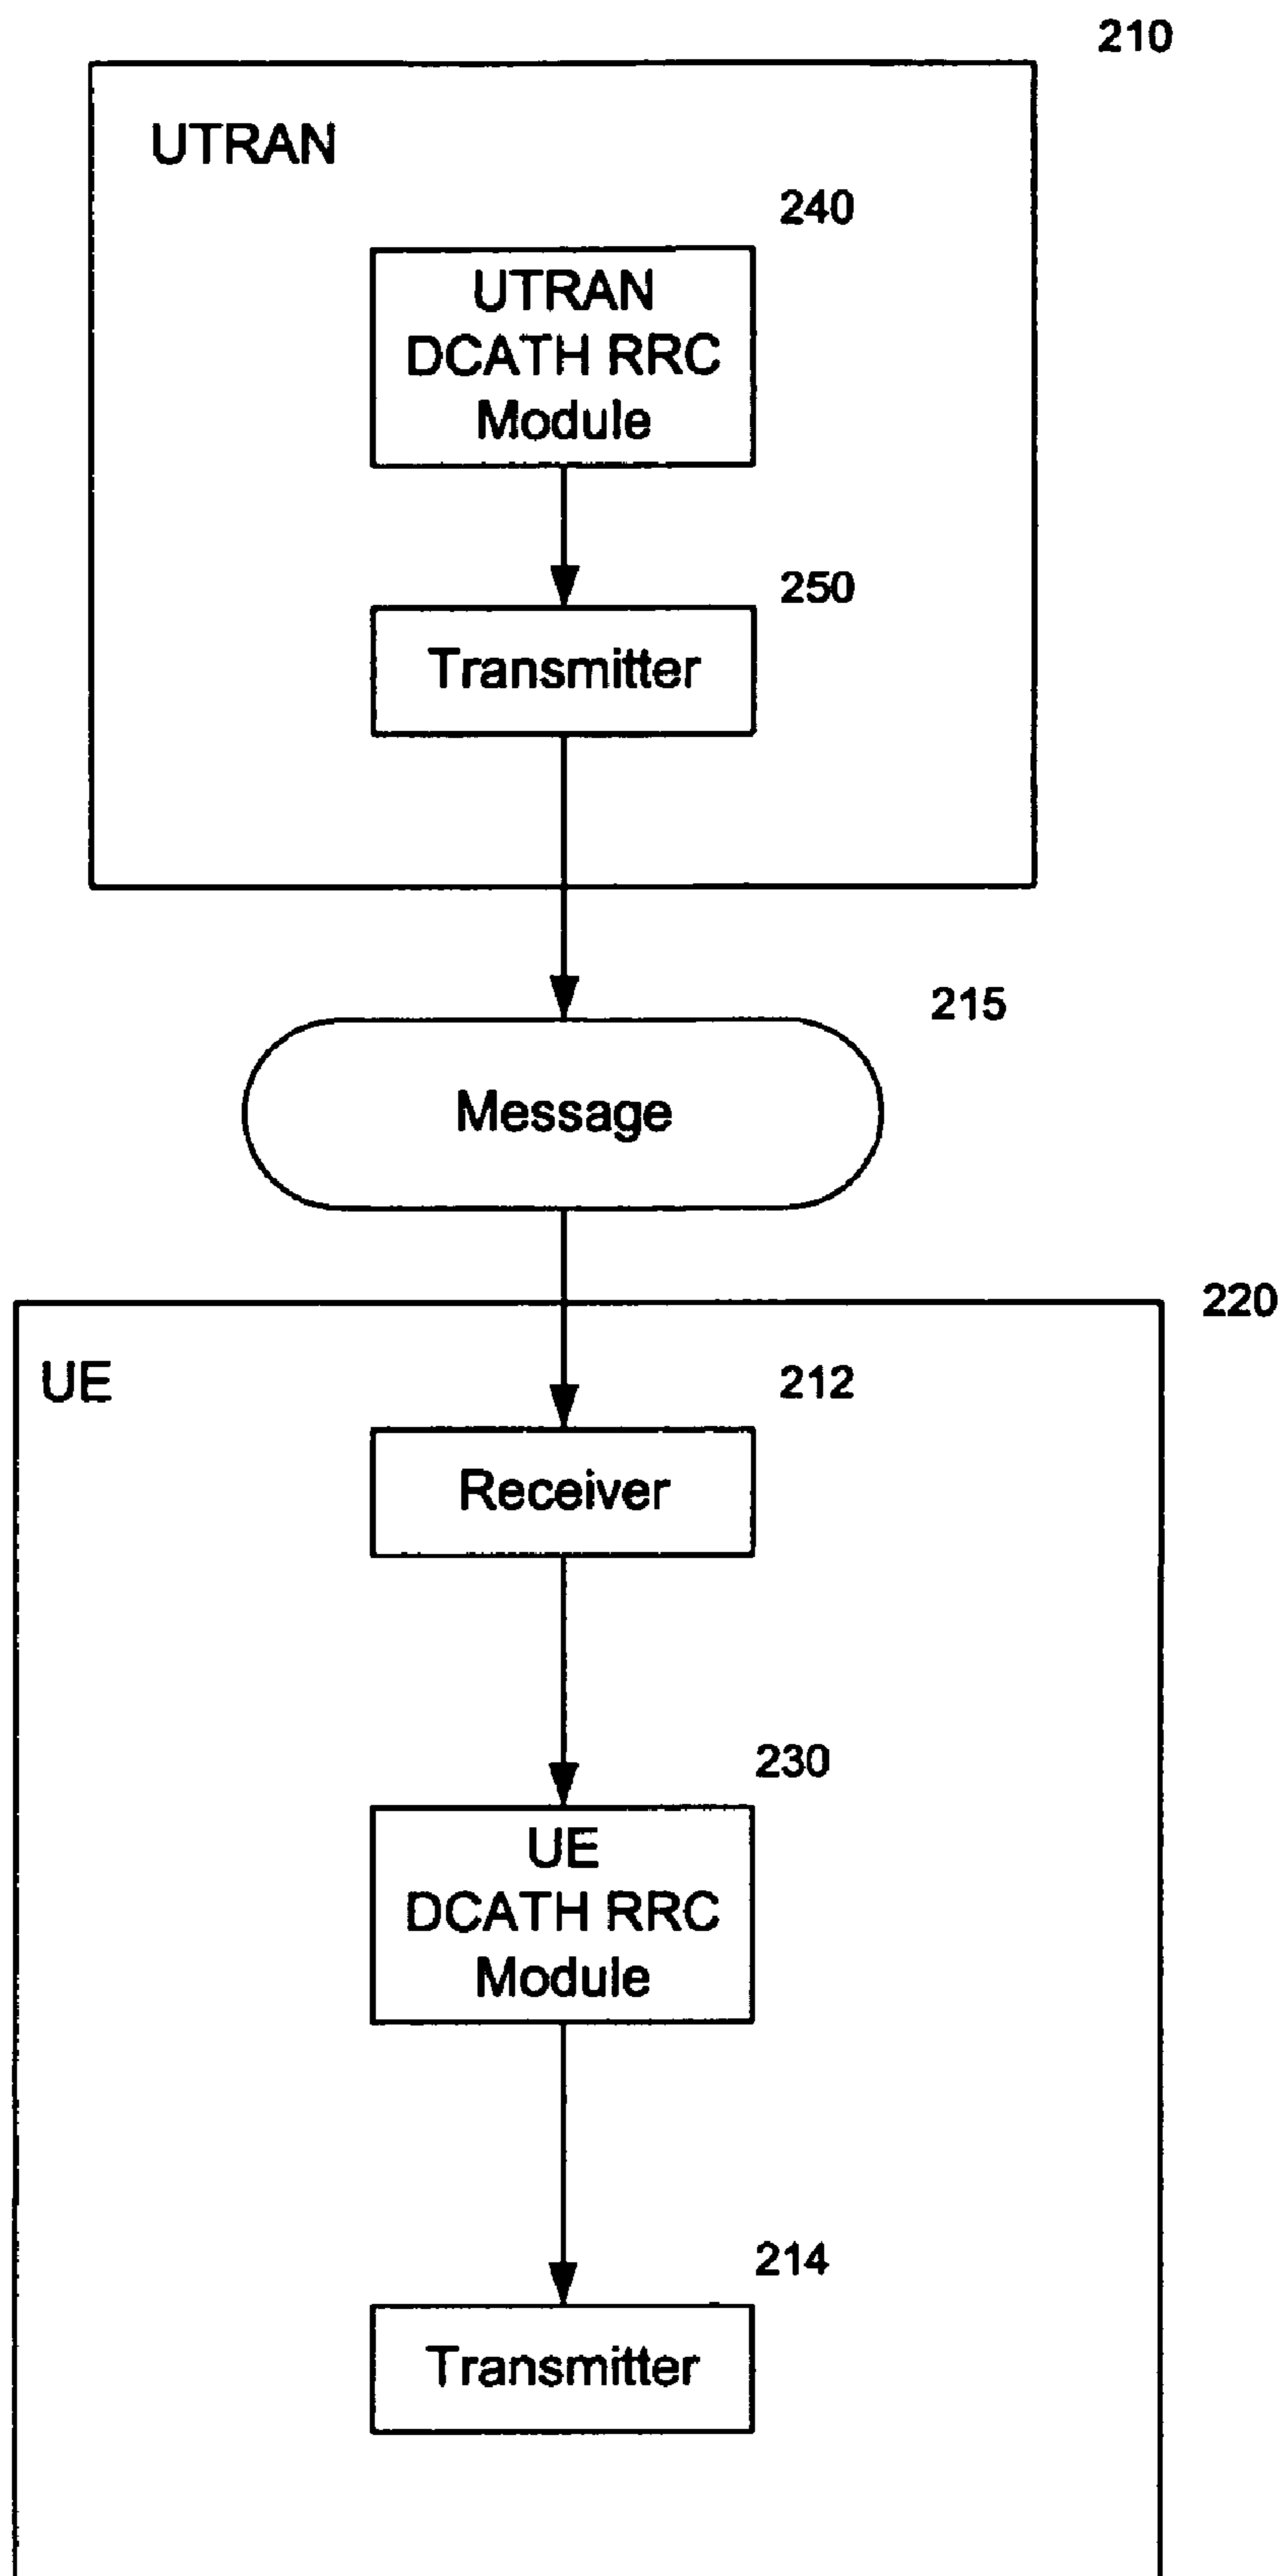 210
UTRAN
240
UTRAN
DCATH RRC
Module
250
Transmitter
215
Message
220
UE
212
Receiver
230
UE
DCATH RRC
Module
214
Transmitter